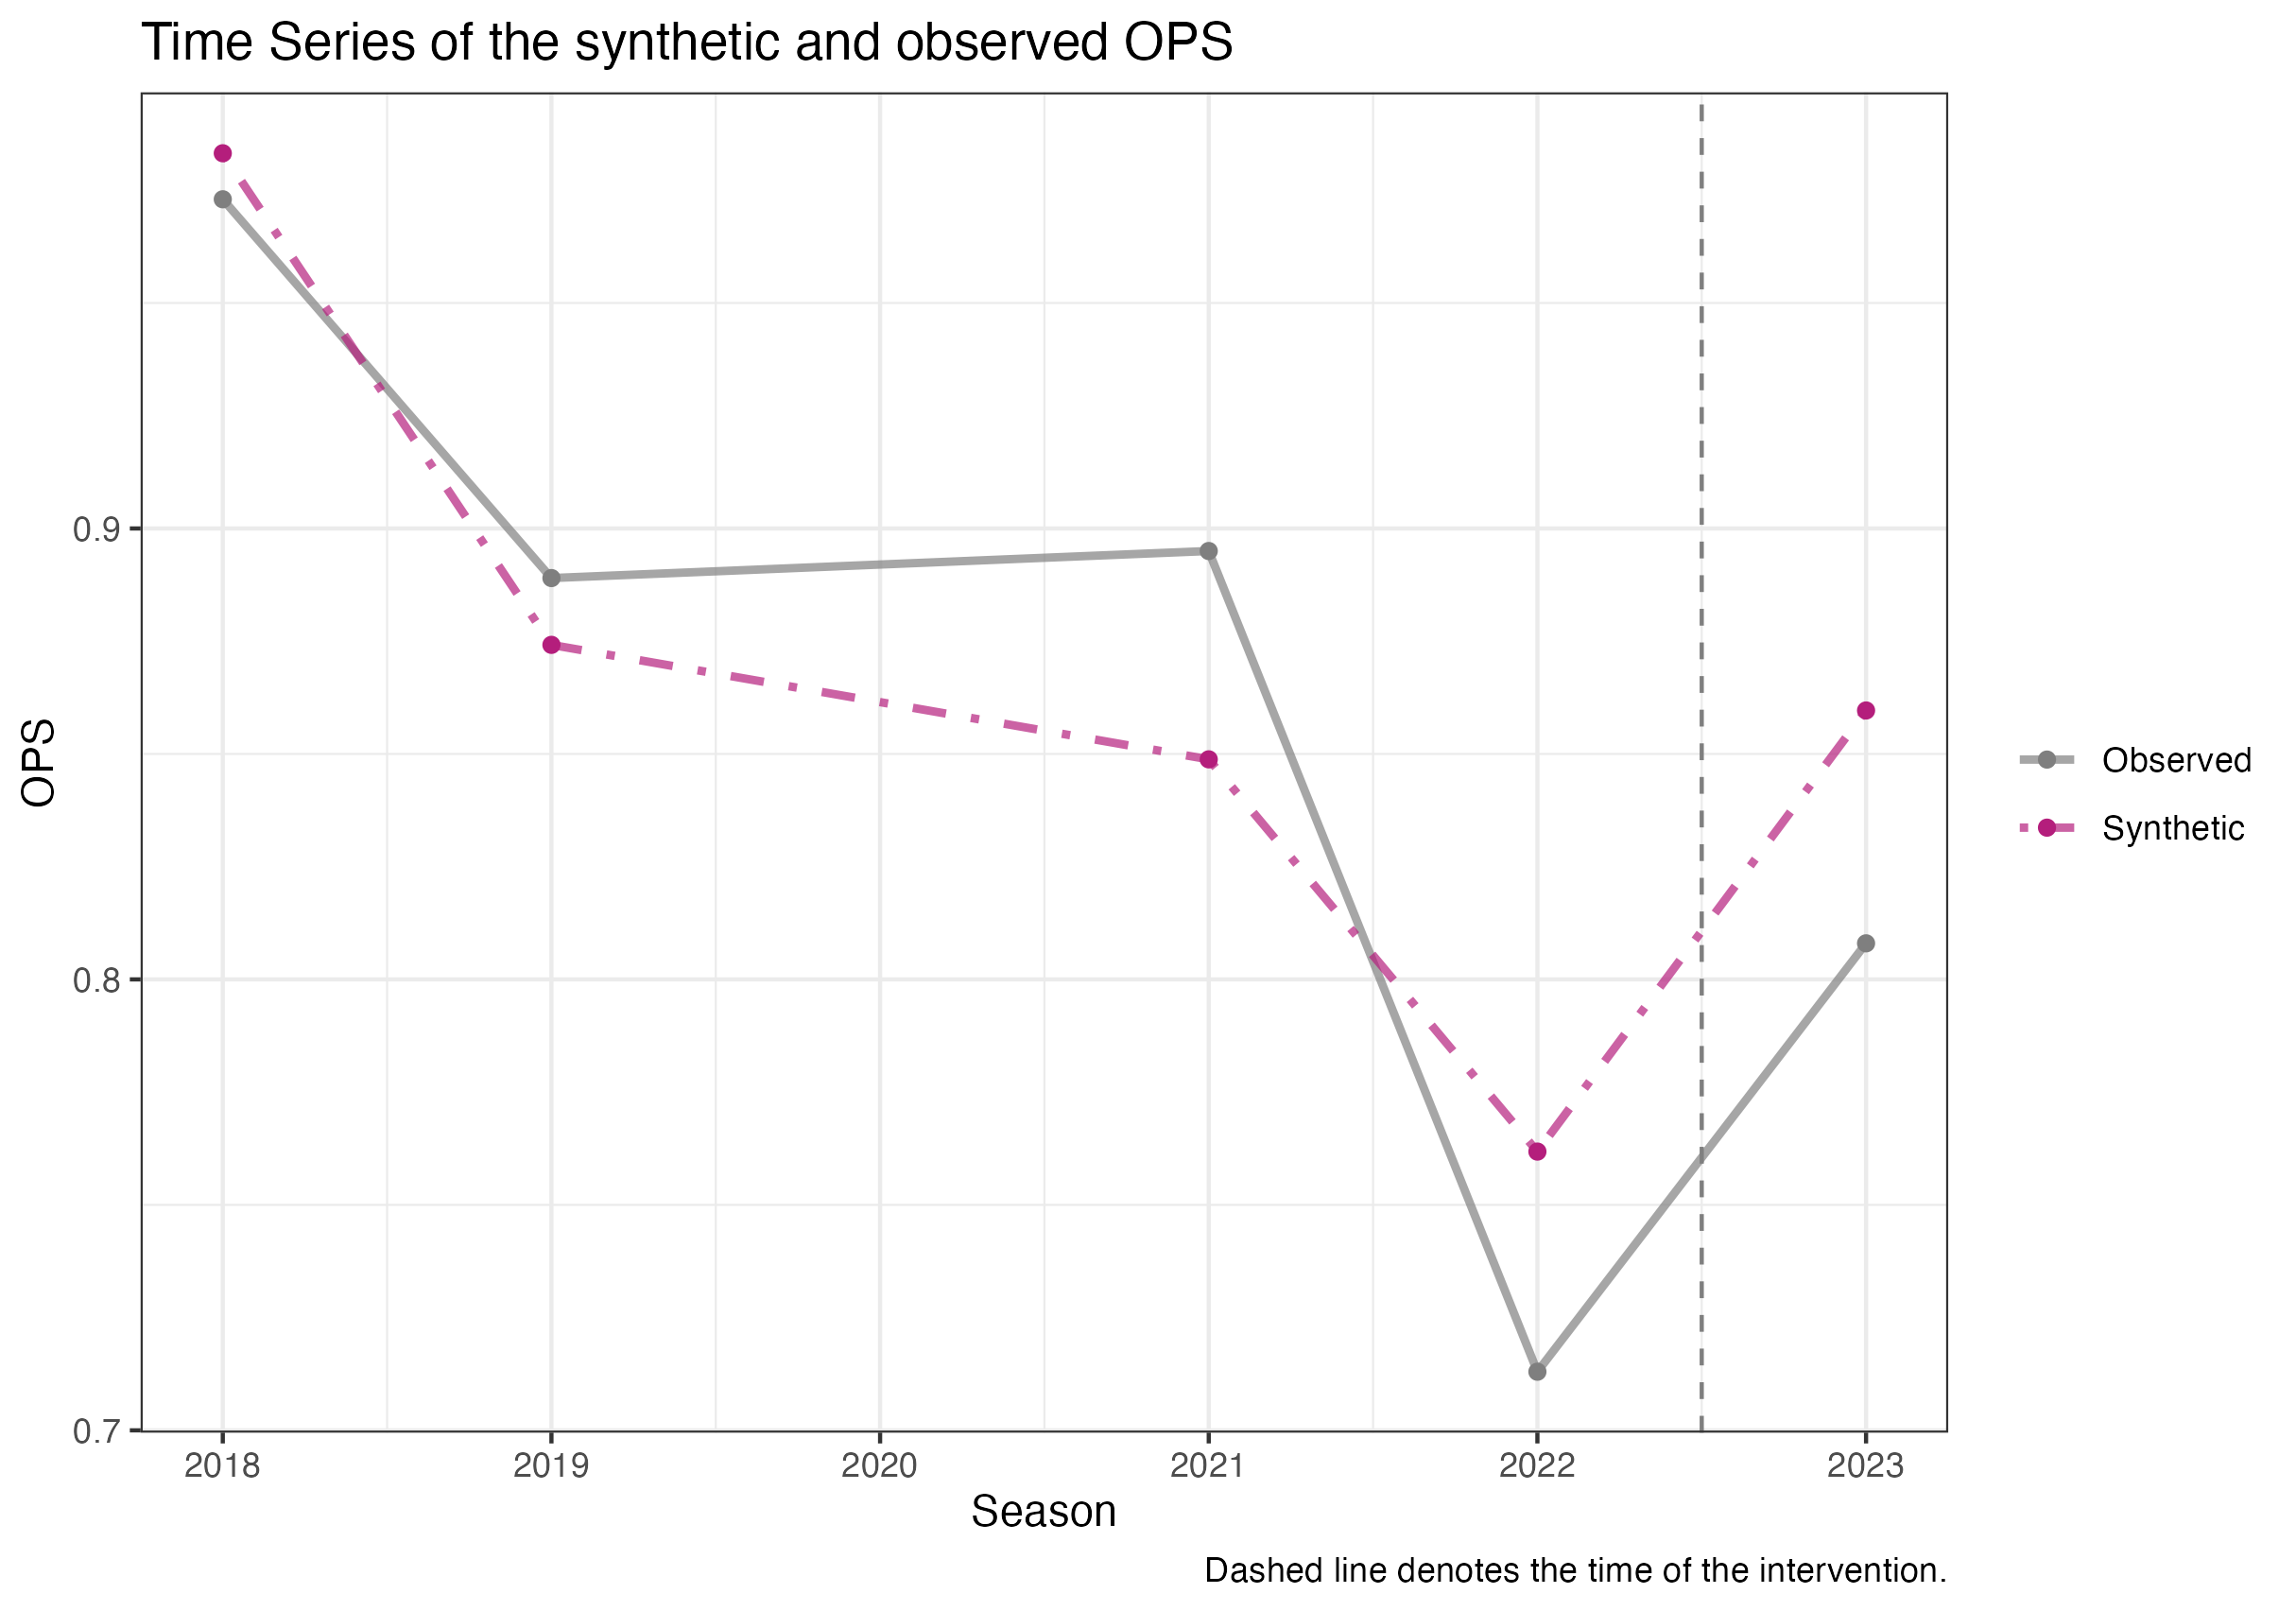 Time Series of the synthetic and observed OPS
OPS
0.9
0.8
0.7
2018 2019 2020 2021 2022 2023
Season
Observed
Synthetic
Dashed line denotes the time of the intervention.